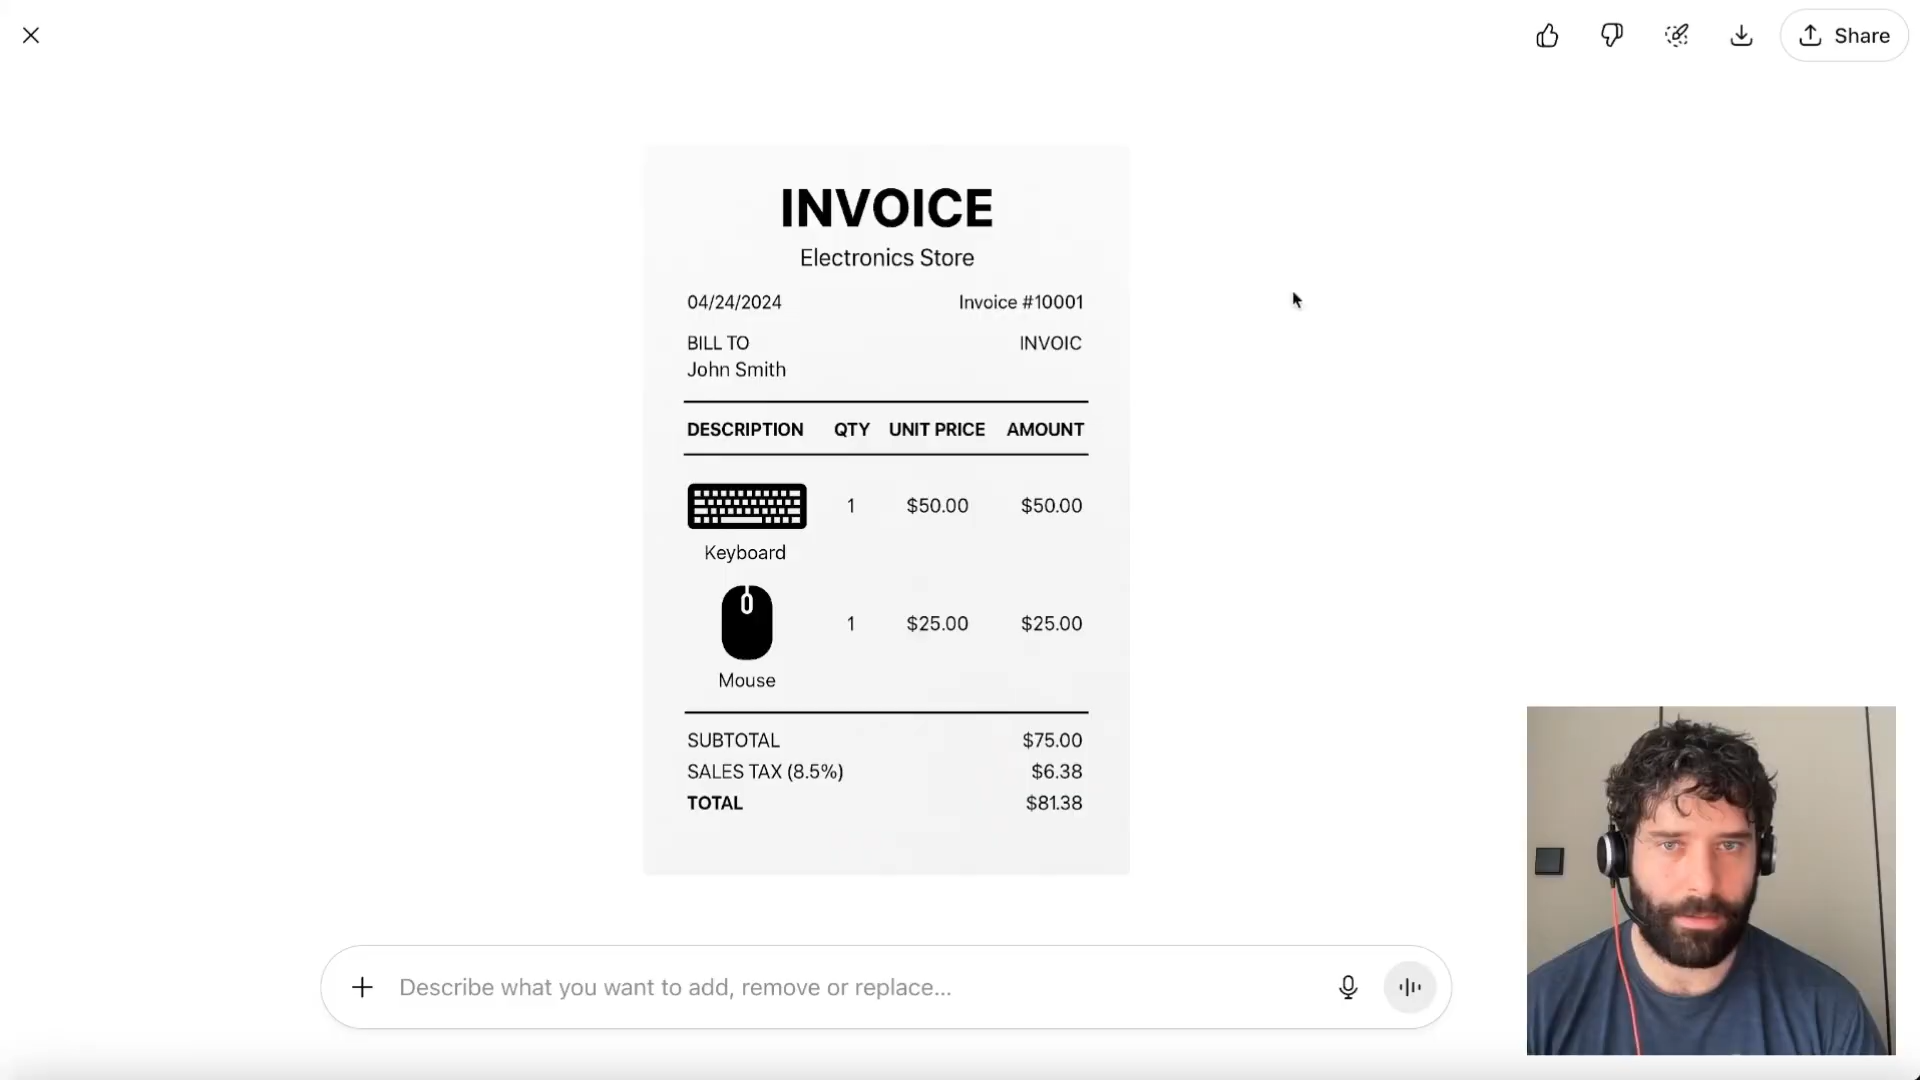 Share
INVOICE
Electronics Store
04/24/2024 Invoice #10001
BILL TO INVOIC
John Smith
DESCRIPTION QTY UNIT PRICE AMOUNT
1 $50.00 $50.00
Keyboard
1 $25.00 $25.00
Mouse
SUBTOTAL $75.00
SALES TAX (8.5%) $6.38
TOTAL $81.38
Describe what you want to add, remove or replace...